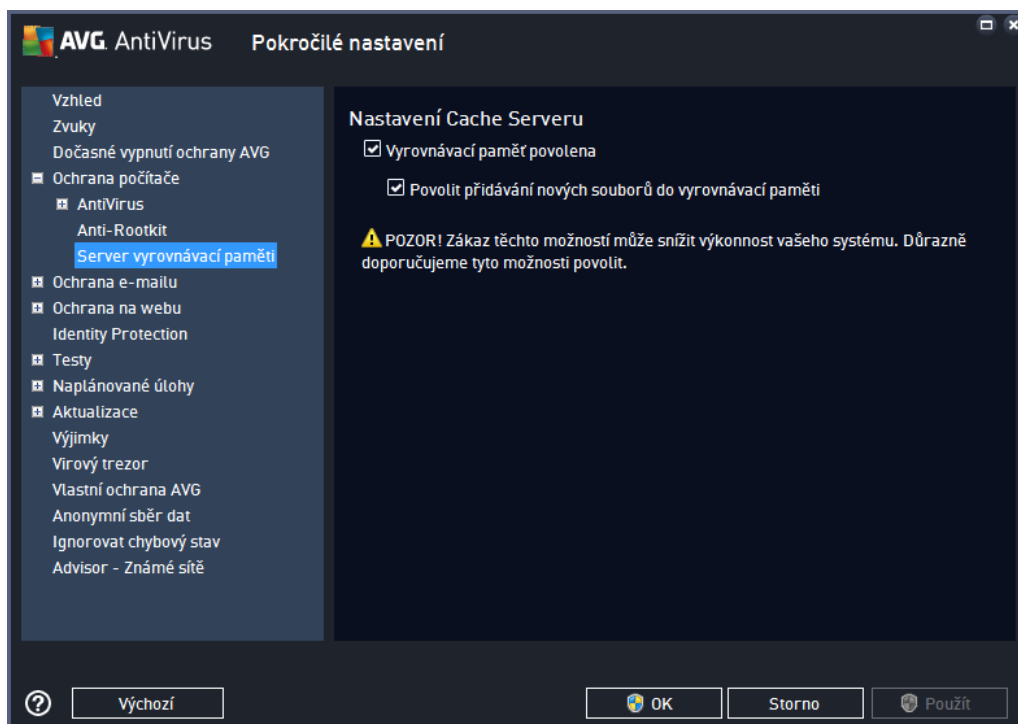 AVG. AntiVirus Pokročilé nastavení
Vzhled
Zvuky
Dočasné vypnutí ochrany AVG
Ochrana počítače
AntiVirus
Anti-Rootkit
Server vyrovnávací paměti
Ochrana e-mailu
Ochrana na webu
Identity Protection
Testy
Naplánované úlohy
Aktualizace
Výjimky
Virový trezor
Vlastní ochrana AVG
Anonymní sběr dat
Ignorovat chybový stav
Advisor - Známé sítě
Nastavení Cache Serveru
Vyrovnávací paměť povolena
Povolit přidávání nových souborů do vyrovnávací paměti
POZOR! Zákaz těchto možností může snížit výkonnost vašeho systému. Důrazně
doporučujeme tyto možnosti povolit.
Výchozí
OK
Storno
Použít